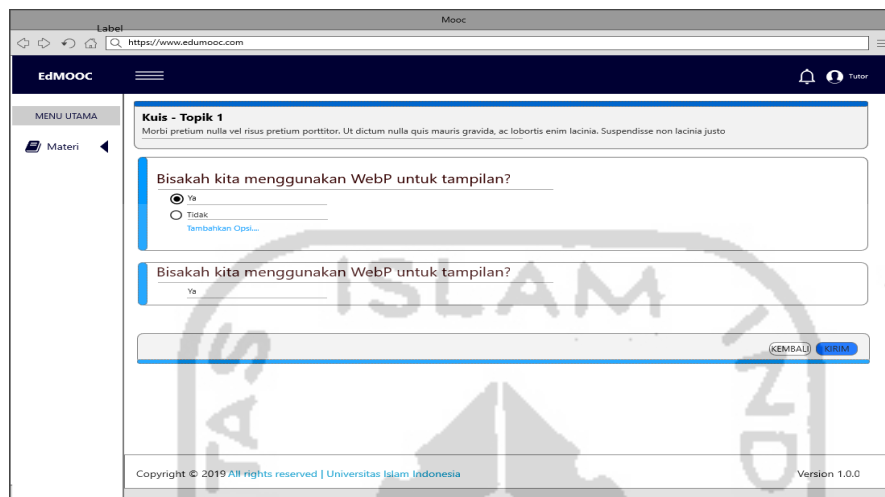 Mooc
Label
https://www.edumooc.com
EdMOOC
Tutor
MENU UTAMA
Materi
Kuis - Topik 1
Morbi pretium nulla vel risus pretium porttitor. Ut dictum nulla quis mauris gravida, ac lobortis enim lacinia. Suspendisse non lacinia justo
Bisakah kita menggunakan WebP untuk tampilan?
Ya
Tidak
Tambahkan Opsi....
Bisakah kita menggunakan WebP untuk tampilan?
Ya
KEMBALI KIRIM
Copyright © 2019 All rights reserved | Universitas Islam Indonesia
Version 1.0.0
ISLAM
TAS
INDO